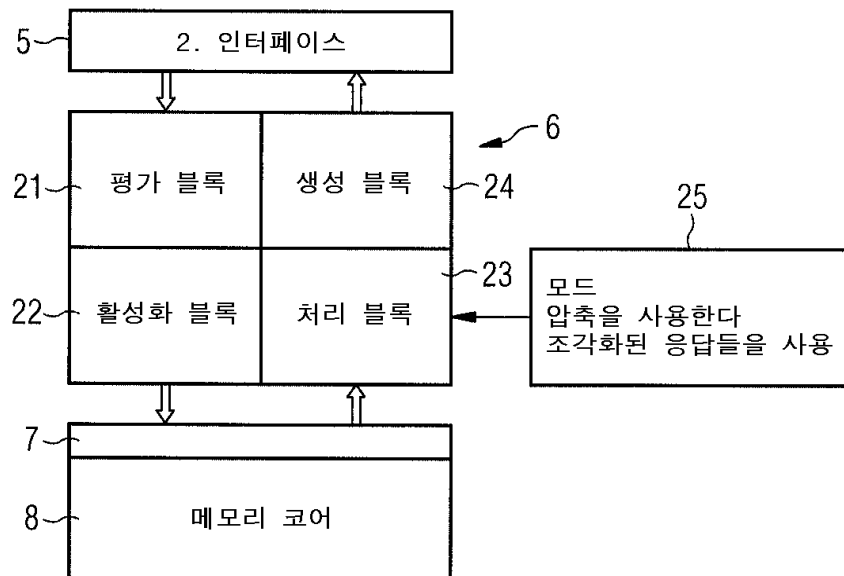 5
2. 인터페이스
6
21
평가 블록
생성 블록
24
25
22
활성화 블록
처리 블록
23
모드
압축을 사용한다
조각화된 응답들을 사용
7
8
메모리 코어